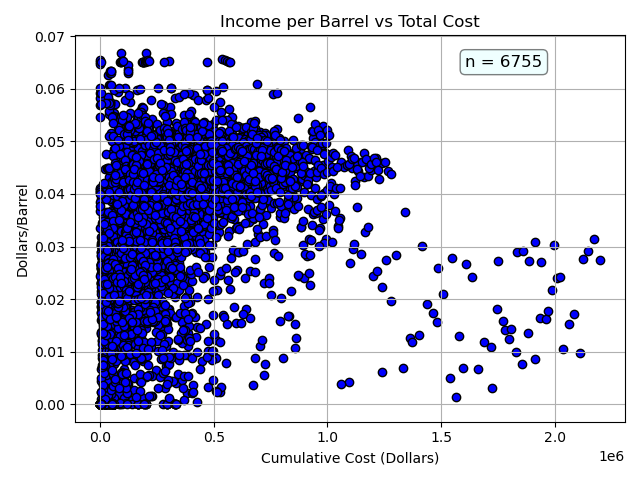 Income per Barrel vs Total Cost
n = 6755
Dollars/Barrel
0.07
0.06
0.05
0.04
0.03
0.02
0.01
0.00
0.0 0.5 1.0 1.5 2.0
1e6
Cumulative Cost (Dollars)